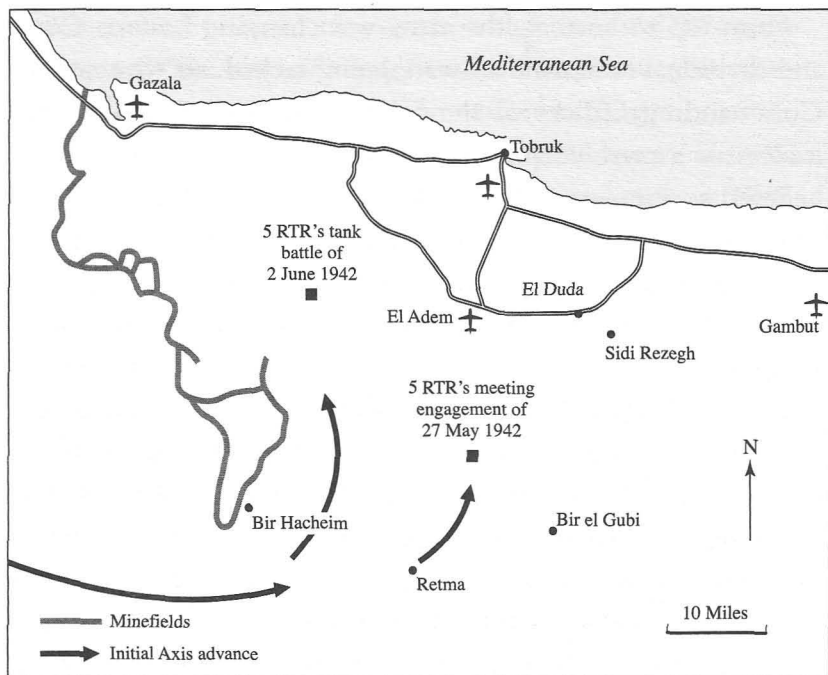 Mediterranean Sea
Gazala
Tobruk
5 RTR's tank
battle of
2 June 1942
El Duda
El Adem
Gambut
Sidi Rezegh
5 RTR's meeting
engagement of
27 May 1942
N
Bir Hacheim
Bir el Gubi
Retma
10 Miles
Minefields
Initial Axis advance